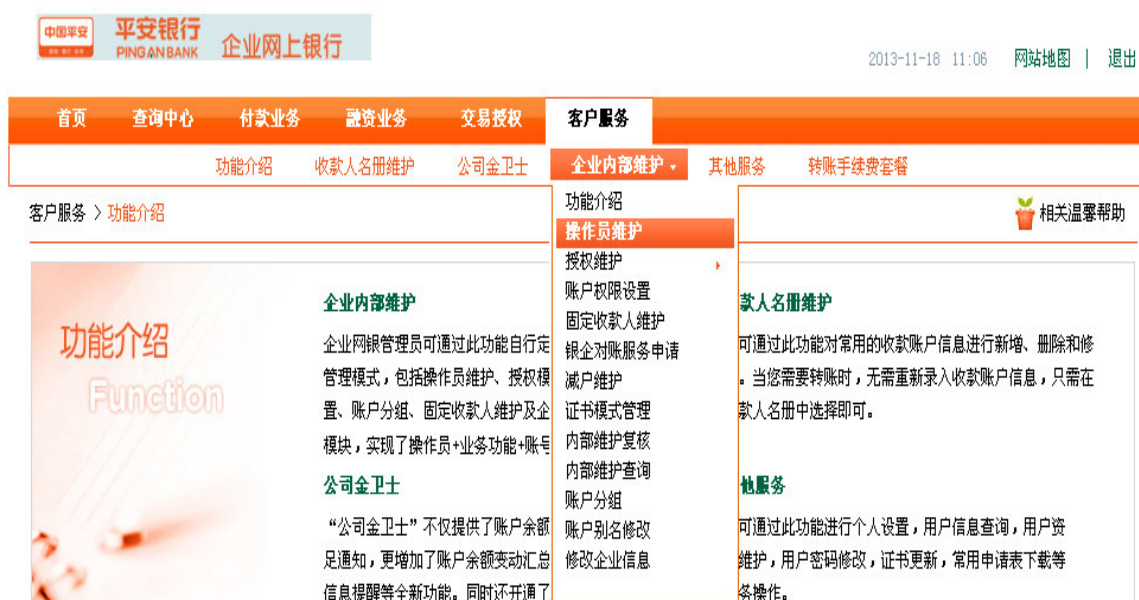 中国平安
平安银行
PINGAN BANK
企业网上银行
2013-11-18 11:06 网站地图 | 退出
首页 查询中心 付款业务 融资业务 交易授权 客户服务
功能介绍 收款人名册维护 公司金卫士 企业内部维护 其他服务 转账手续费套餐
客户服务 > 功能介绍
相关温馨帮助
功能介绍
操作员维护
授权维护
账户权限设置
固定收款人维护
银企对账服务申请
减户维护
证书模式管理
内部维护复核
内部维护查询
账户分组
账户别名修改
修改企业信息
功能介绍
Function
企业内部维护
企业网银管理员可通过此功能自行定
管理模式，包括操作员维护、授权模
置、账户分组、固定收款人维护及企
模块，实现了操作员+业务功能+账号
公司金卫士
“公司金卫士”不仅提供了账户余额
足通知，更增加了账户余额变动汇总
信息提醒等全新功能。同时还开通了
款人名册维护
可通过此功能对常用的收款账户信息进行新增、删除和修
。当您需要转账时，无需重新录入收款账户信息，只需在
款人名册中选择即可。
他服务
可通过此功能进行个人设置，用户信息查询，用户资
维护，用户密码修改，证书更新，常用申请表下载等
务操作。